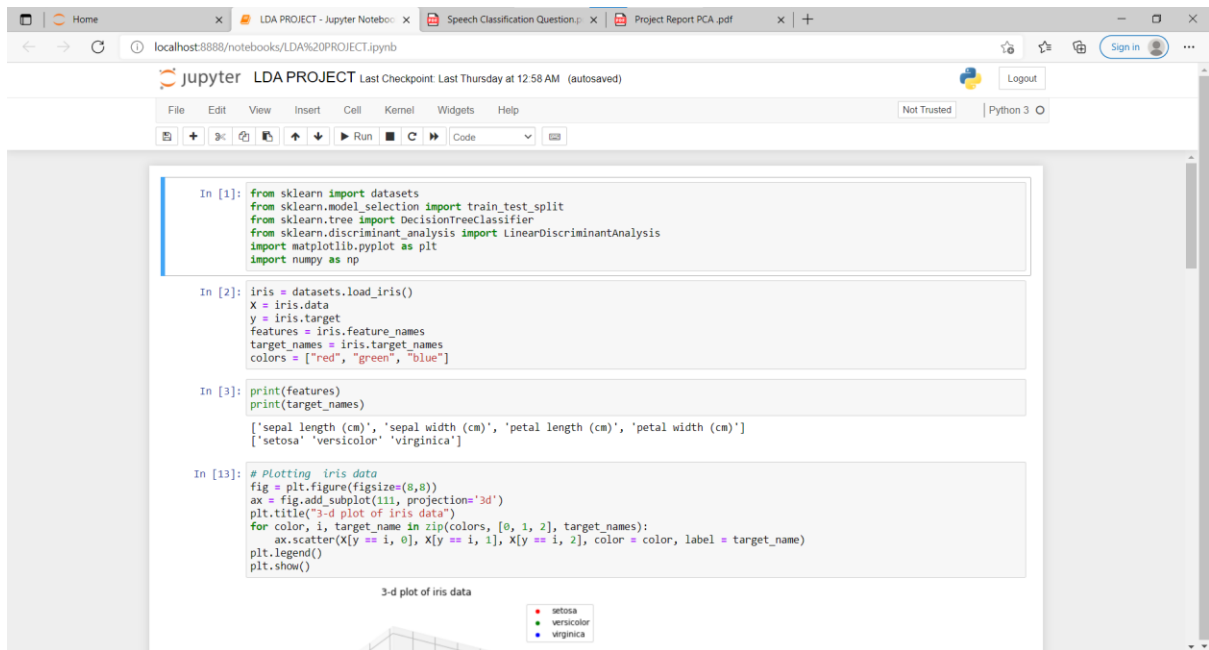 Home
LDA PROJECT - Jupyter Noteboo
Speech Classification Question.p
Project Report PCA .pdf
localhost:8888/notebooks/LDA%20PROJECT.ipynb
Sign in
jupyter LDA PROJECT Last Checkpoint: Last Thursday at 12:58 AM (autosaved)
Logout
File Edit View Insert Cell Kernel Widgets Help
Not Trusted
Python 3
Run
Code
In [1]: from sklearn import datasets
from sklearn.model_selection import train_test_split
from sklearn.tree import DecisionTreeClassifier
from sklearn.discriminant_analysis import LinearDiscriminantAnalysis
import matplotlib.pyplot as plt
import numpy as np
In [2]: iris = datasets.load_iris()
X = iris.data
y = iris.target
features = iris.feature_names
target_names = iris.target_names
colors = ["red", "green", "blue"]
In [3]: print(features)
print(target_names)
['sepal length (cm)', 'sepal width (cm)', 'petal length (cm)', 'petal width (cm)']
['setosa' 'versicolor' 'virginica']
In [13]: # Plotting  iris data
fig = plt.figure(figsize=(8,8))
ax = fig.add_subplot(111, projection='3d')
plt.title("3-d plot of iris data")
for color, i, target_name in zip(colors, [0, 1, 2], target_names):
    ax.scatter(X[y == i, 0], X[y == i, 1], X[y == i, 2], color = color, label = target_name)
plt.legend()
plt.show()
3-d plot of iris data
setosa
versicolor
virginica